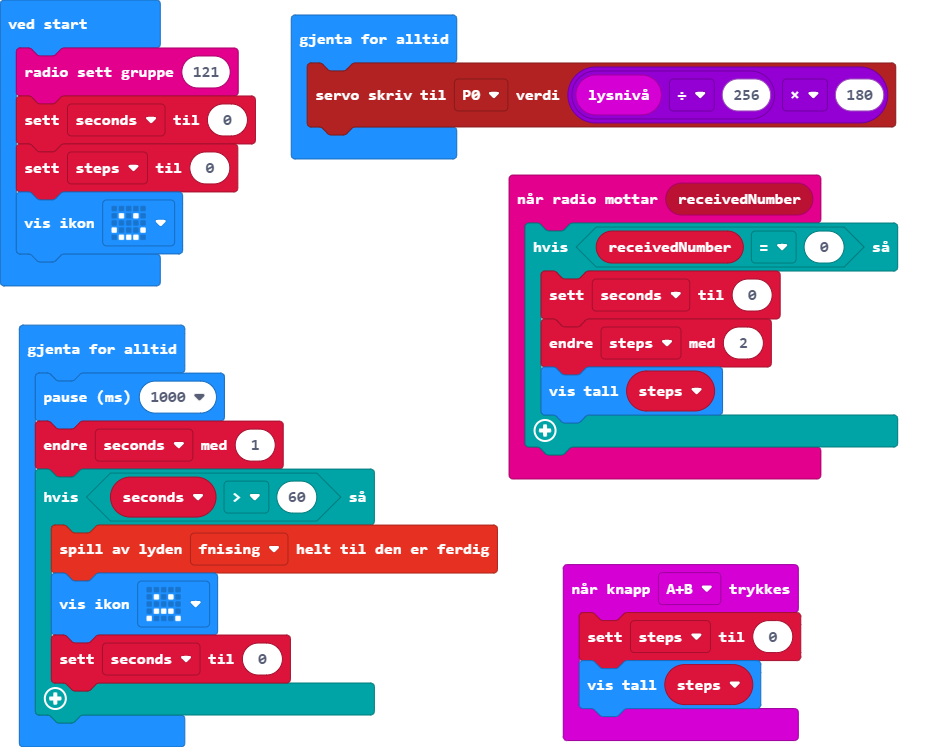 ved start
radio sett gruppe 121
sett seconds til 0
sett steps til 0
vis ikon
gjenta for alltid
servo skriv til P0 verdi lysnivå ÷ 256 × 180
når radio mottar receivedNumber
hvis receivedNumber = 0 så
sett seconds til 0
endre steps med 2
vis tall steps
gjenta for alltid
pause (ms) 1000
endre seconds med 1
hvis seconds > 60 så
spill av lyden fnising helt til den er ferdig
vis ikon
sett seconds til 0
når knapp A+B trykkes
sett steps til 0
vis tall steps